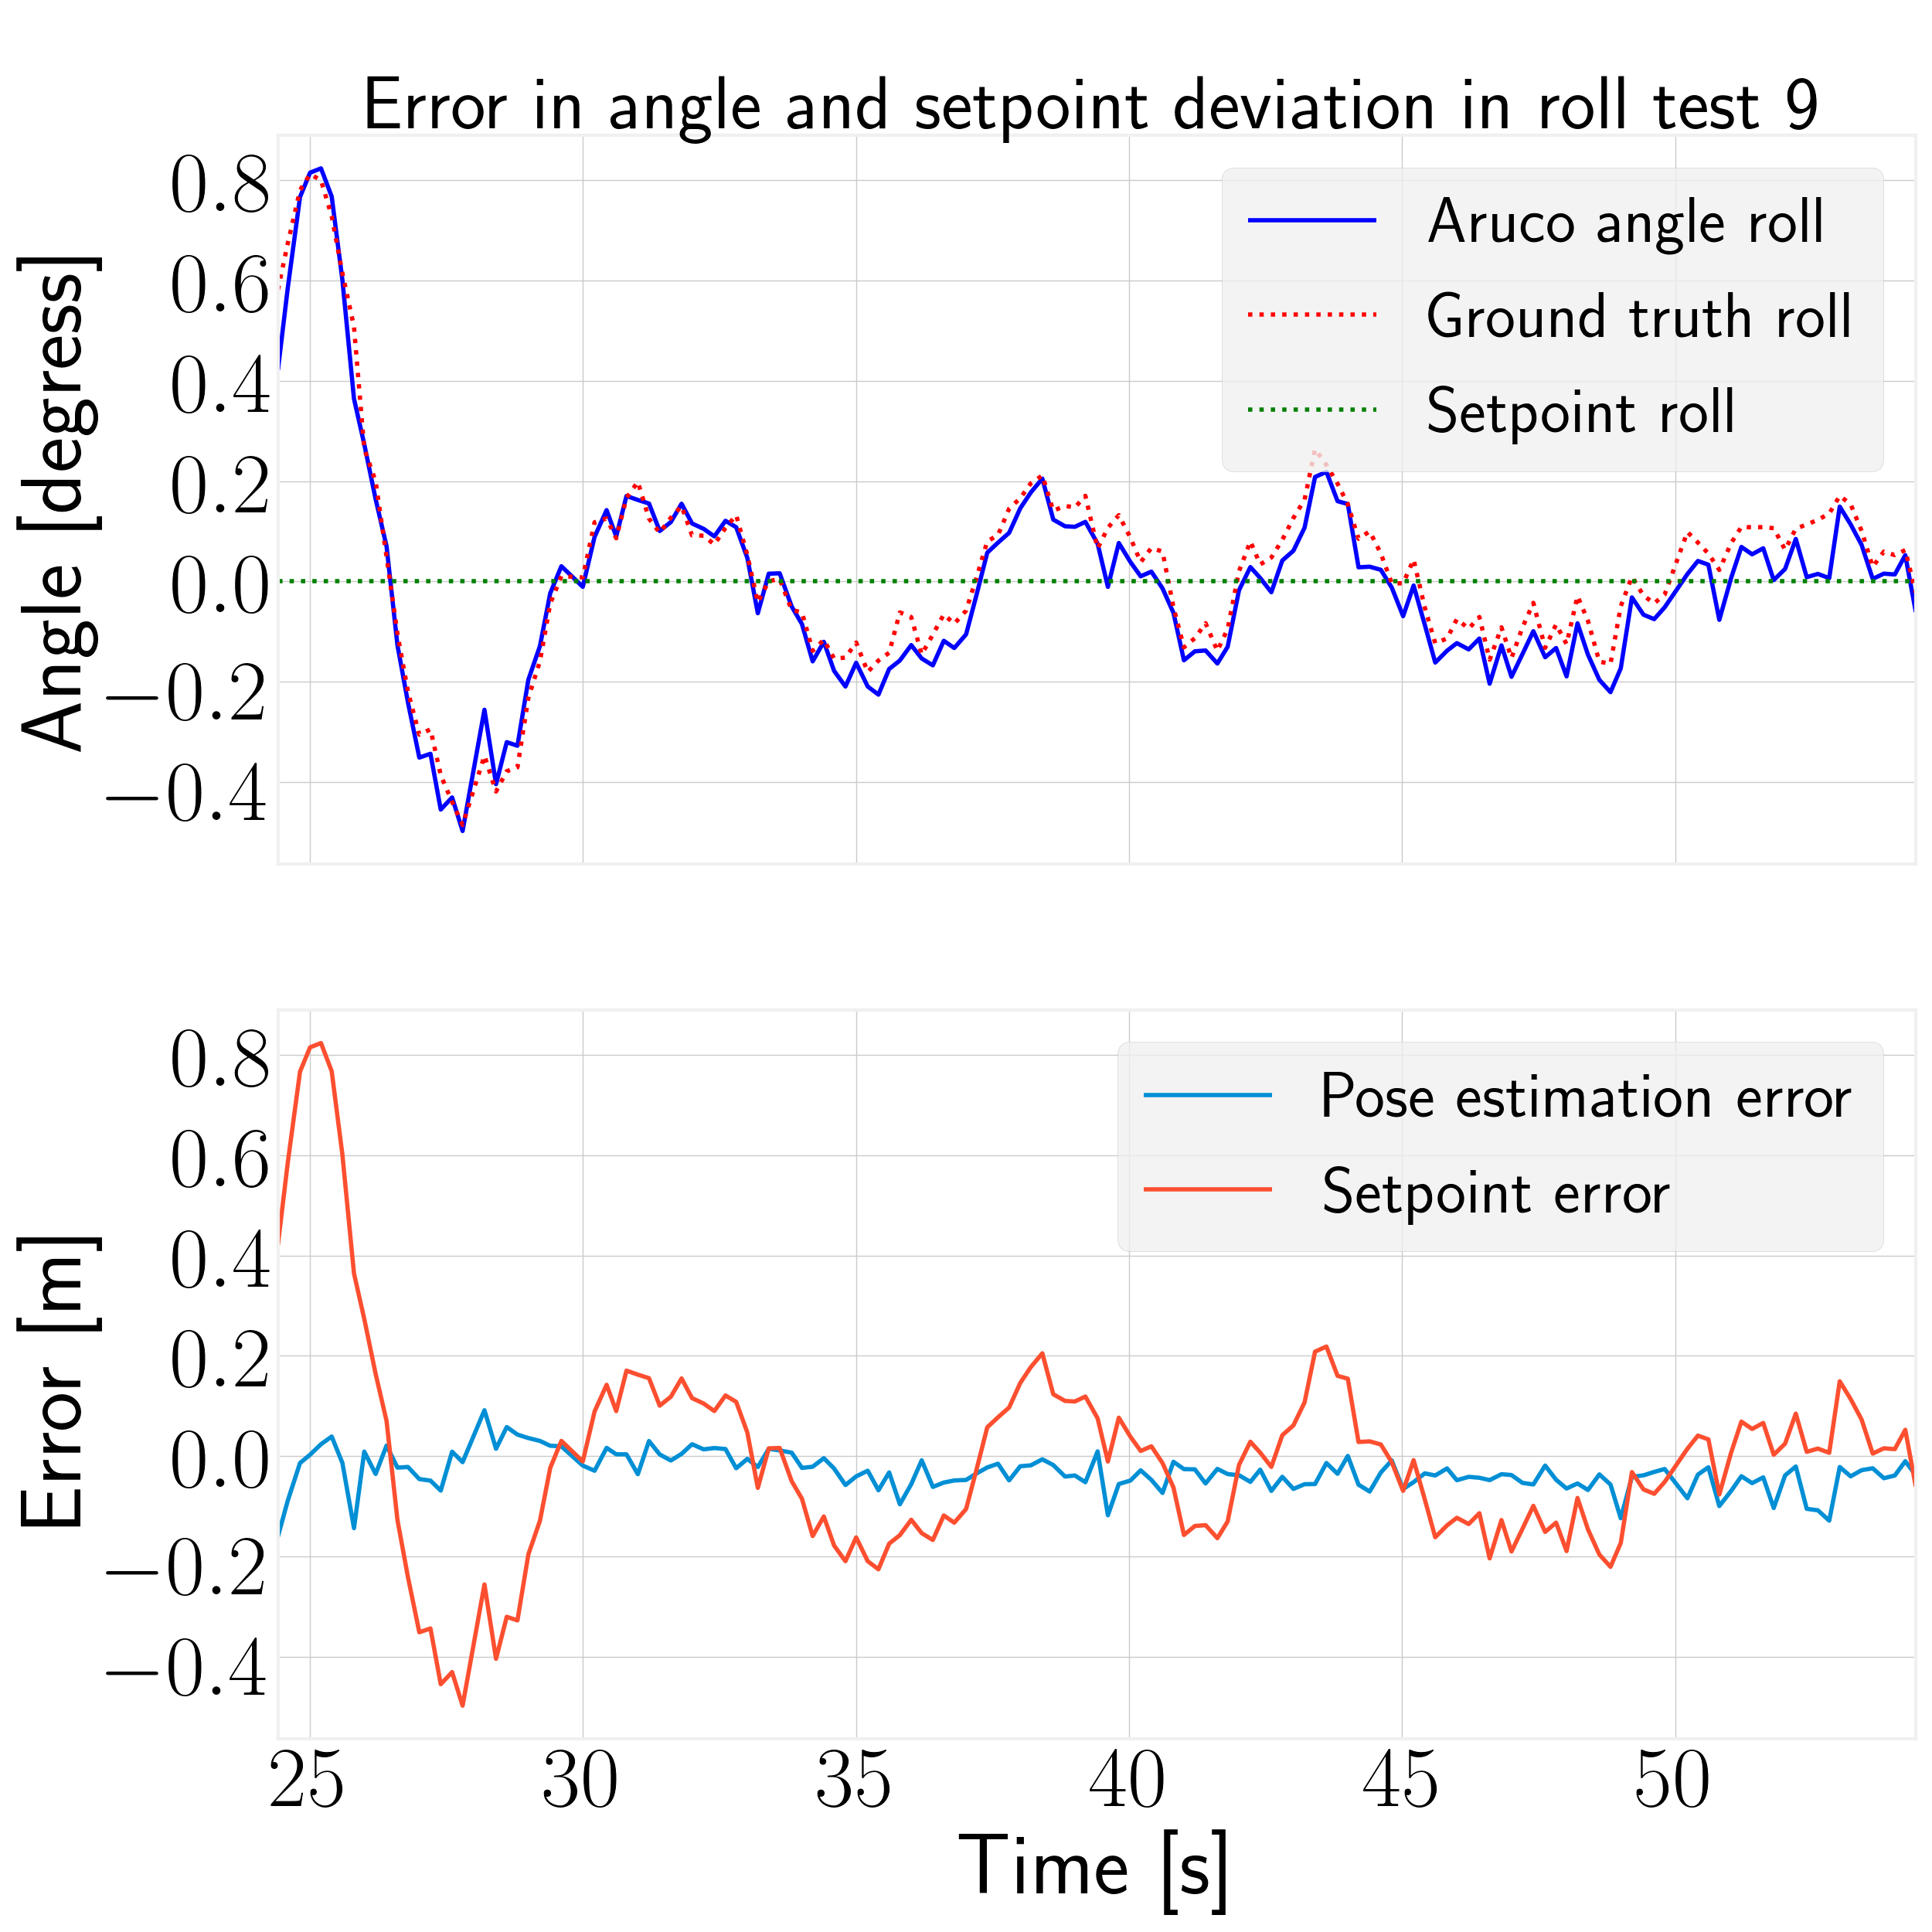 Error in angle and setpoint deviation in roll test 9
Angle [degress]
0.8
0.6
0.4
0.2
0.0
−0.2
−0.4
Aruco angle roll
Ground truth roll
Setpoint roll
Error [m]
0.8
0.6
0.4
0.2
0.0
−0.2
−0.4
Pose estimation error
Setpoint error
25 30 35 40 45 50
Time [s]